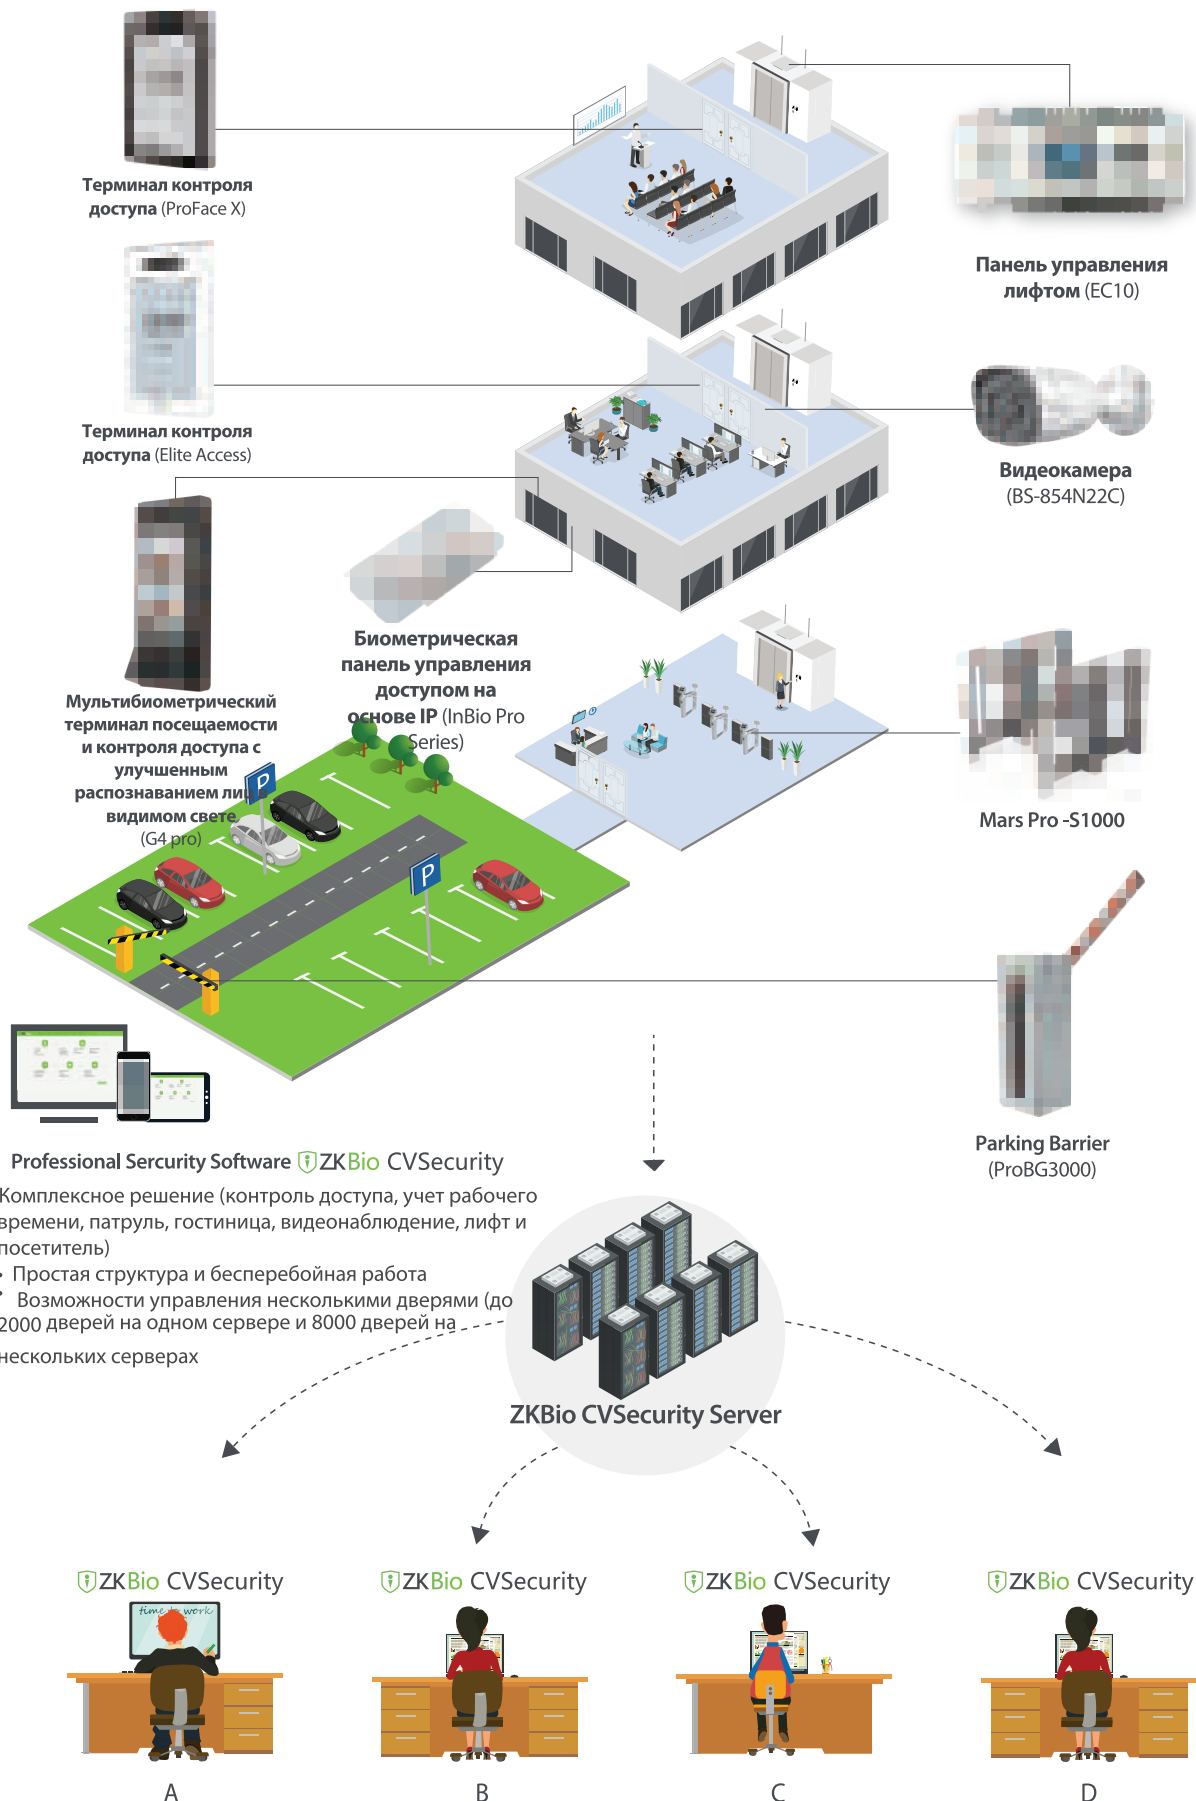 Терминал контроля
доступа (ProFace X)
Панель управления
лифтом (EC10)
Терминал контроля
доступа (Elite Access)
Видеокамера
(BS-854N22C)
Биометрическая
панель управления
доступом на
основе IP (InBio Pro
Series)
Мультибиометрический
терминал посещаемости
и контроля доступа с
улучшенным
распознаванием лиц
видимом свете
(G4 pro)
P
P
Mars Pro -S1000
Parking Barrier
(ProBG3000)
Professional Sercurity Software ZKBio CVSecurity
Комплексное решение (контроль доступа, учет рабочего
времени, патруль, гостиница, видеонаблюдение, лифт и
посетитель)
• Простая структура и бесперебойная работа
• Возможности управления несколькими дверями (до
2000 дверей на одном сервере и 8000 дверей на
нескольких серверах
ZKBio CVSecurity Server
ZKBio CVSecurity
ZKBio CVSecurity
ZKBio CVSecurity
ZKBio CVSecurity
time to work
A
B
C
D